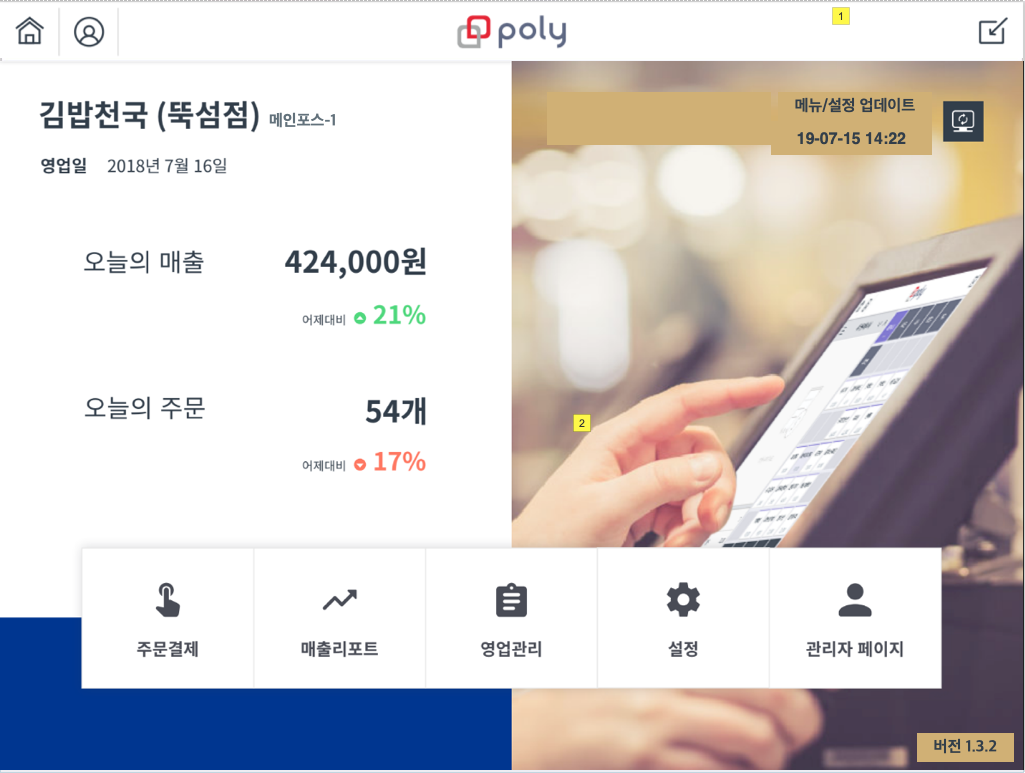 1
poly
김밥천국 (뚝섬점) 메인포스-1
영업일 2018년 7월 16일
메뉴/설정 업데이트
19-07-15 14:22
오늘의 매출 424,000원
어제대비 21%
오늘의 주문 54개
어제대비 17%
2
주문결제
매출리포트
영업관리
설정
관리자 페이지
버전 1.3.2